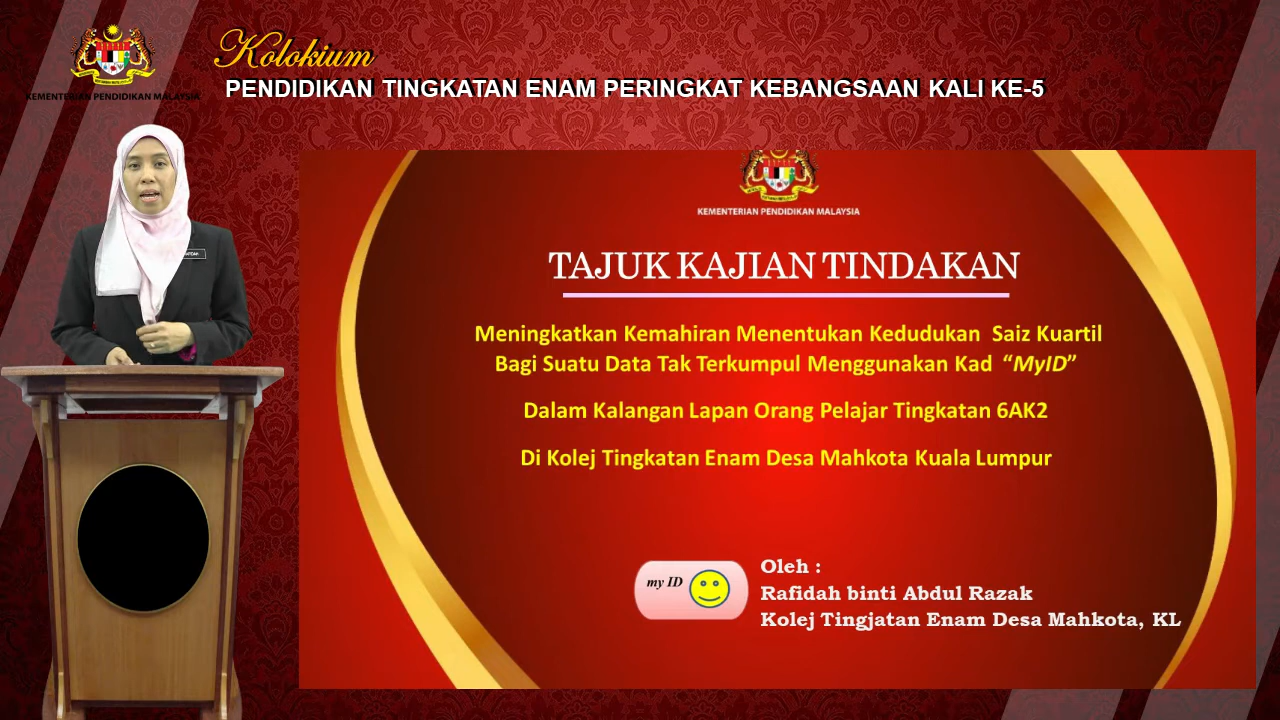 Kolokium
PENDIDIKAN TINGKATAN ENAM PERINGKAT KEBANGSAAN KALI KE-5
KEMENTERIAN PENDIDIKAN MALAYSIA
KEMENTERIAN PENDIDIKAN MALAYSIA
TAJUK KAJIAN TINDAKAN
Meningkatkan Kemahiran Menentukan Kedudukan Saiz Kuartil
Bagi Suatu Data Tak Terkumpul Menggunakan Kad “MyID”
Dalam Kalangan Lapan Orang Pelajar Tingkatan 6AK2
Di Kolej Tingkatan Enam Desa Mahkota Kuala Lumpur
my ID
Oleh :
Rafidah binti Abdul Razak
Kolej Tingjatan Enam Desa Mahkota, KL